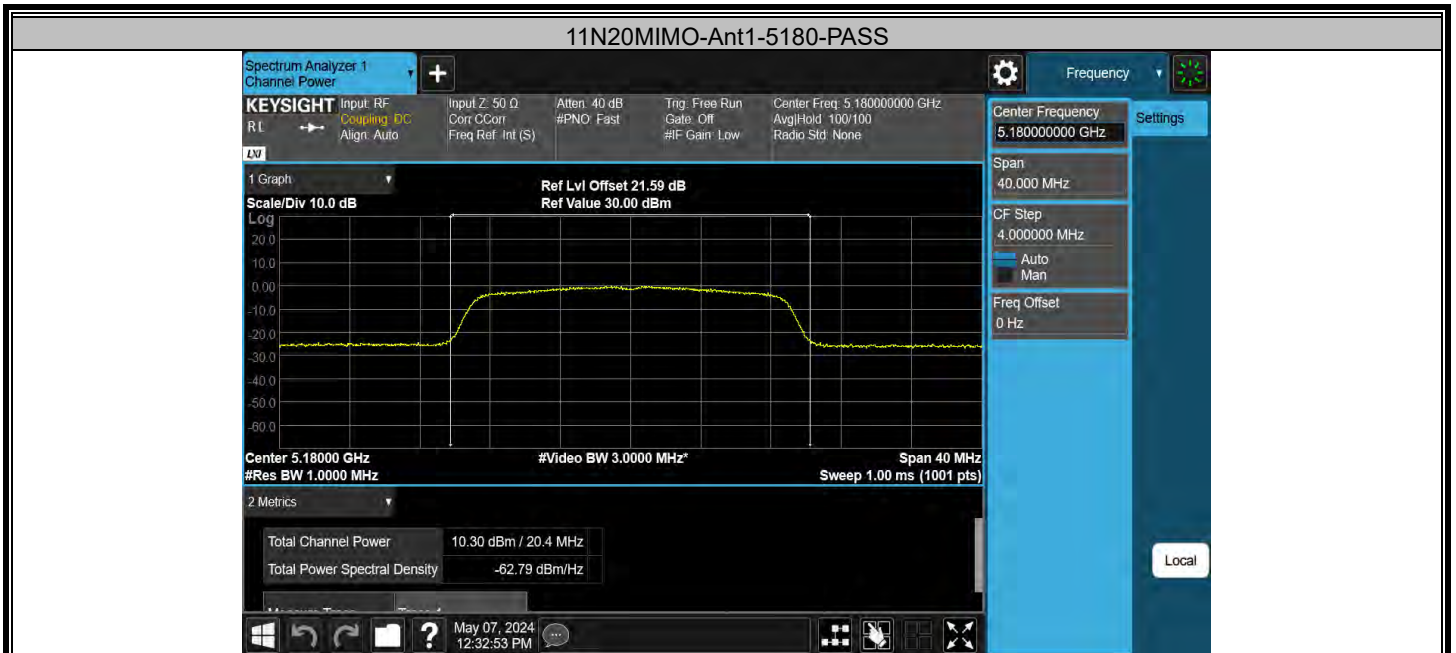 11N20MIMO-Ant1-5180-PASS
Spectrum Analyzer 1
Channel Power
Frequency
KEYSIGHT
RL
LXI
Input: RF
Coupling: DC
Align: Auto
Input Z: 50 Ω
Corr CCorr
Freq Ref: Int (S)
Atten: 40 dB
#PNO: Fast
Trig: Free Run
Gate: Off
#IF Gain: Low
Center Freq: 5.180000000 GHz
Avg|Hold: 100/100
Radio Std: None
Center Frequency
5.180000000 GHz
Settings
Span
40.000 MHz
CF Step
4.000000 MHz
Auto
Man
Freq Offset
0 Hz
1 Graph
Scale/Div 10.0 dB
Ref Lvl Offset 21.59 dB
Ref Value 30.00 dBm
Log
20.0
10.0
0.00
-10.0
-20.0
-30.0
-40.0
-50.0
-60.0
Center 5.18000 GHz
#Res BW 1.0000 MHz
#Video BW 3.0000 MHz*
Span 40 MHz
Sweep 1.00 ms (1001 pts)
2 Metrics
Total Channel Power 10.30 dBm / 20.4 MHz
Total Power Spectral Density -62.79 dBm/Hz
Local
?
May 07, 2024
12:32:53 PM